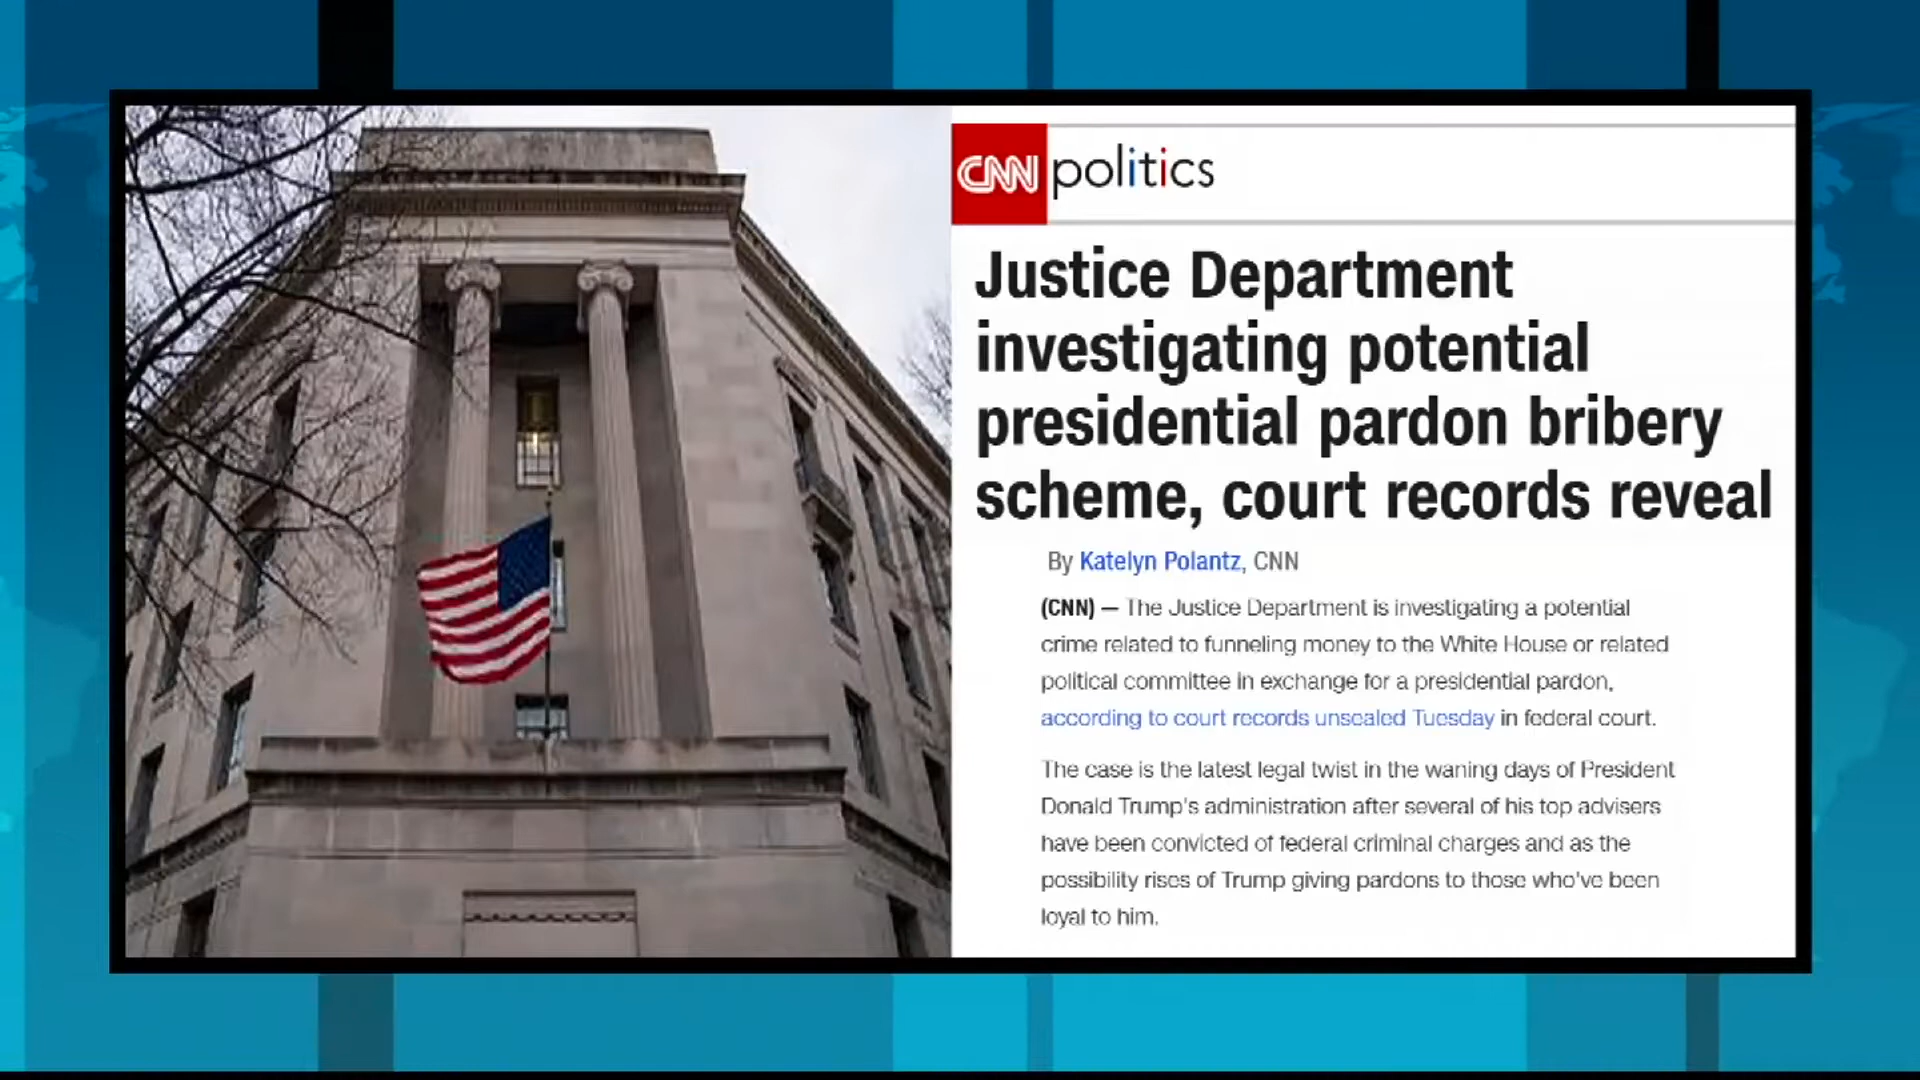 CNN politics
Justice Department
investigating potential
presidential pardon bribery
scheme, court records reveal
By Katelyn Polantz, CNN
(CNN) — The Justice Department is investigating a potential
crime related to funneling money to the White House or related
political committee in exchange for a presidential pardon,
according to court records unsealed Tuesday in federal court.
The case is the latest legal twist in the waning days of President
Donald Trump's administration after several of his top advisers
have been convicted of federal criminal charges and as the
possibility rises of Trump giving pardons to those who've been
loyal to him.